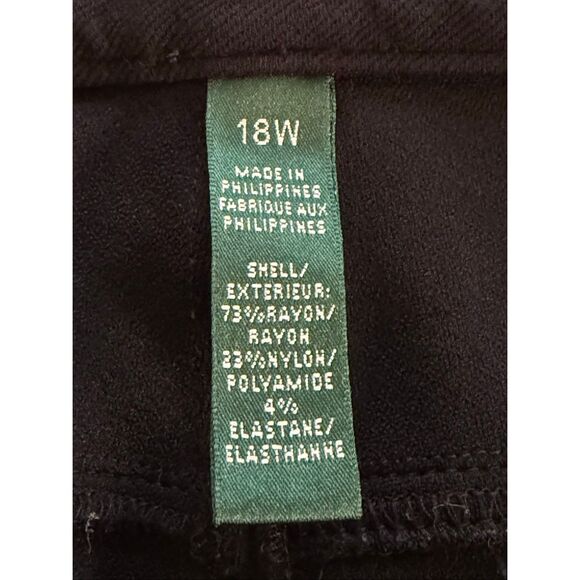 18W
MADE IN
PHILIPPINES
FABRIQUE AUX
PHILIPPINES
SHELL/
EXTERIEUR:
73%RAYON/
RAYON
23%NYLON/
POLYAMIDE
4%
ELASTANE/
ELASTHANNE